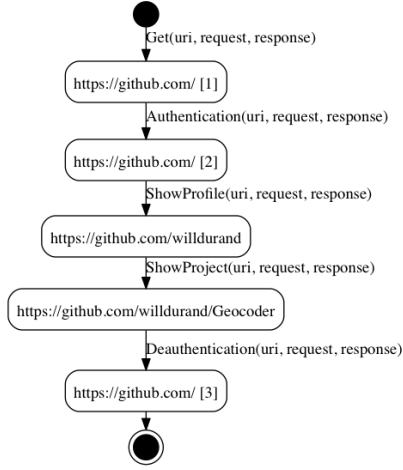 Get(uri, request, response)
https://github.com/ [1]
Authentication(uri, request, response)
https://github.com/ [2]
ShowProfile(uri, request, response)
https://github.com/willdurand
ShowProject(uri, request, response)
https://github.com/willdurand/Geocoder
Deauthentication(uri, request, response)
https://github.com/ [3]